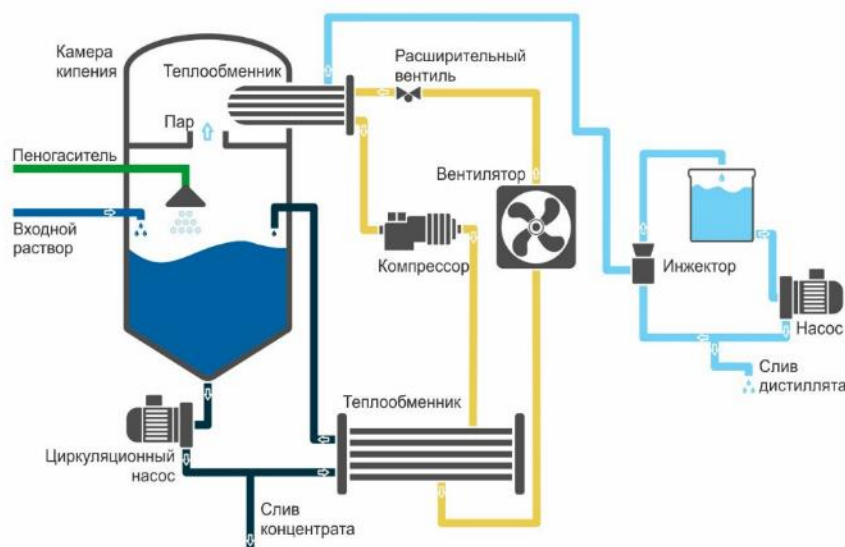 Камера
кипения
Теплообменник
Расширительный
вентиль
Пар
Пеногаситель
Вентилятор
Входной
раствор
Компрессор
Инжектор
Насос
Слив
дистиллята
Теплообменник
Циркуляционный
насос
Слив
концентрата